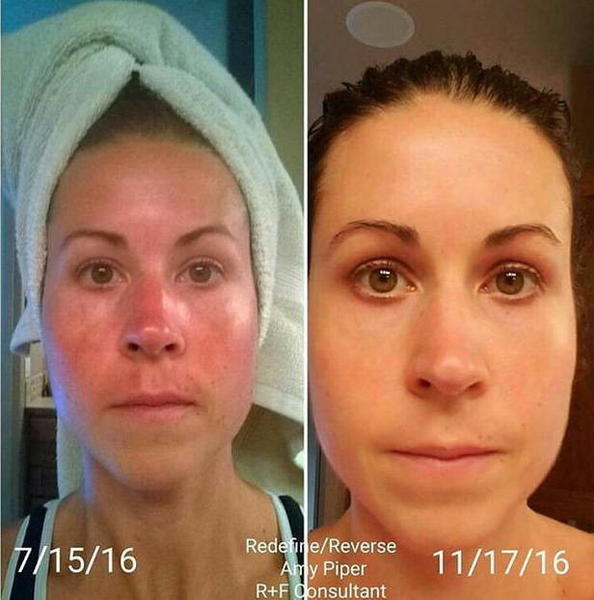 7/15/16
Redefine/Reverse
Amy Piper
R+F Consultant
11/17/16